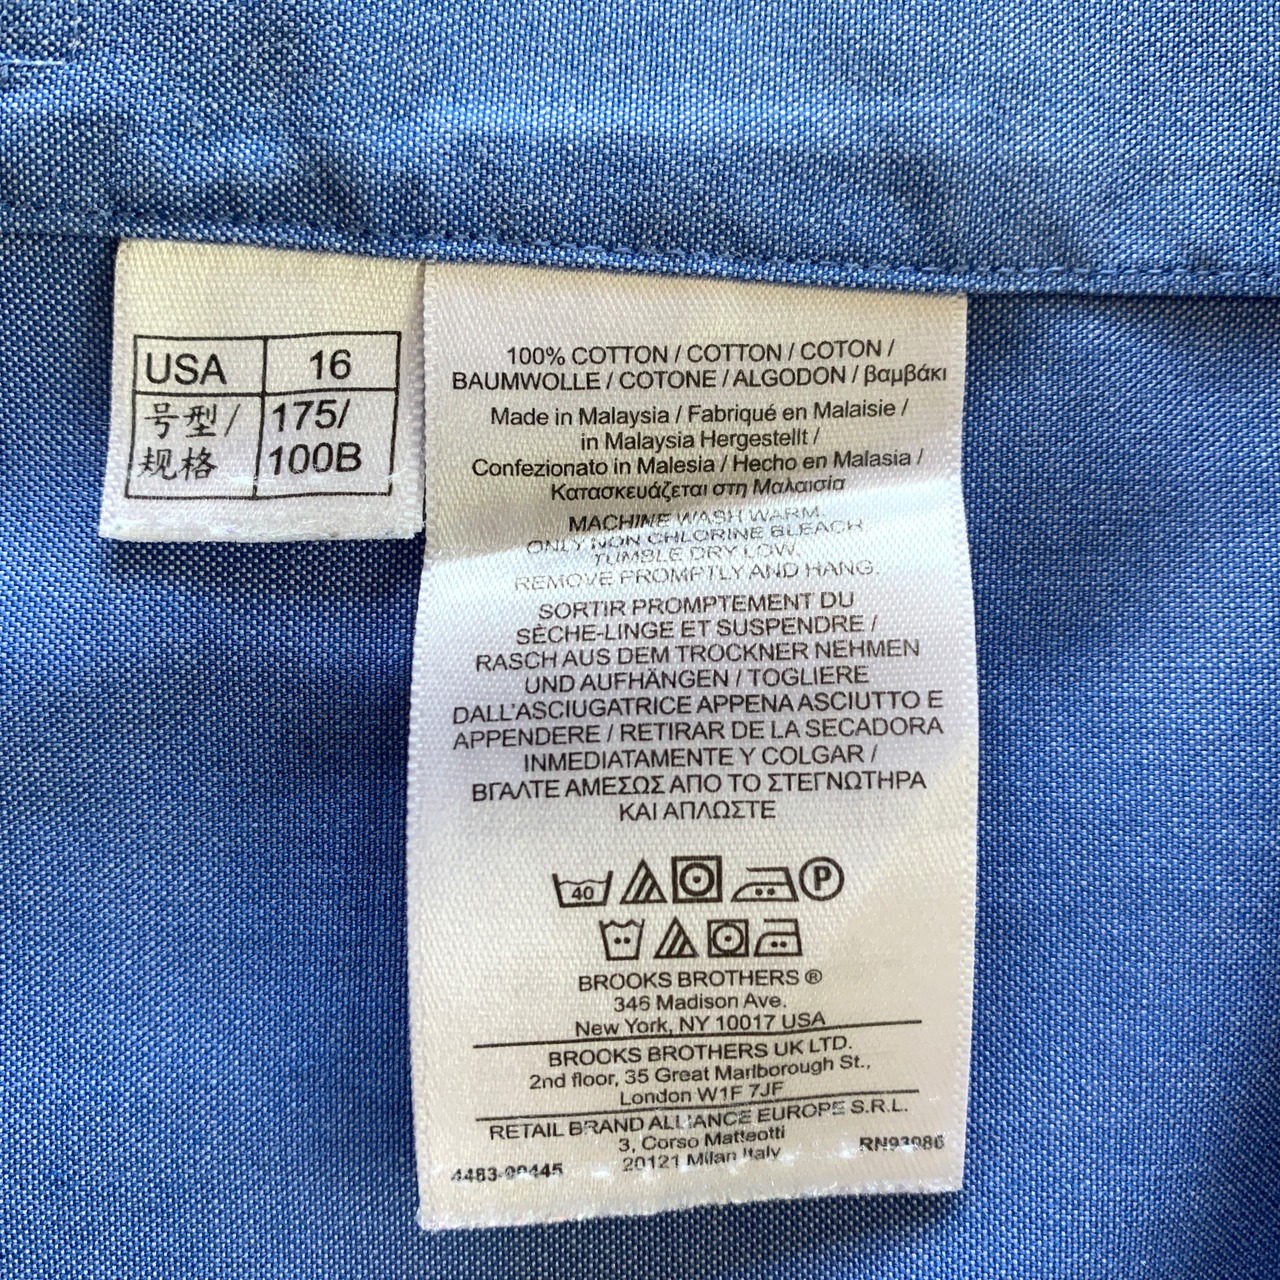 USA 16
号型/ 175/
规格 100B
100% COTTON / COTTON / COTON /
BAUMWOLLE / COTONE / ALGODON / βαμβάκι
Made in Malaysia / Fabriqué en Malaisie /
in Malaysia Hergestellt /
Confezionato in Malesia / Hecho en Malasia /
Κατασκευάζεται στη Μαλαισία
MACHINE WASH WARM.
ONLY NON CHLORINE BLEACH
TUMBLE DRY LOW.
REMOVE PROMPTLY AND HANG.
SORTIR PROMPTEMENT DU
SÈCHE-LINGE ET SUSPENDRE /
RASCH AUS DEM TROCKNER NEHMEN
UND AUFHÄNGEN / TOGLIERE
DALL'ASCIUGATRICE APPENA ASCIUTTO E
APPENDERE / RETIRAR DE LA SECADORA
INMEDIATAMENTE Y COLGAR /
ΒΓΑΛΤΕ ΑΜΕΣΩΣ ΑΠΟ ΤΟ ΣΤΕΓΝΩΤΗΡΑ
ΚΑΙ ΑΠΛΩΣΤΕ
40 P
BROOKS BROTHERS ®
346 Madison Ave.
New York, NY 10017 USA
BROOKS BROTHERS UK LTD.
2nd floor, 35 Great Marlborough St.,
London W1F 7JF
RETAIL BRAND ALLIANCE EUROPE S.R.L.
3, Corso Matteotti
20121 Milan Italy
4483-99445 RN93986